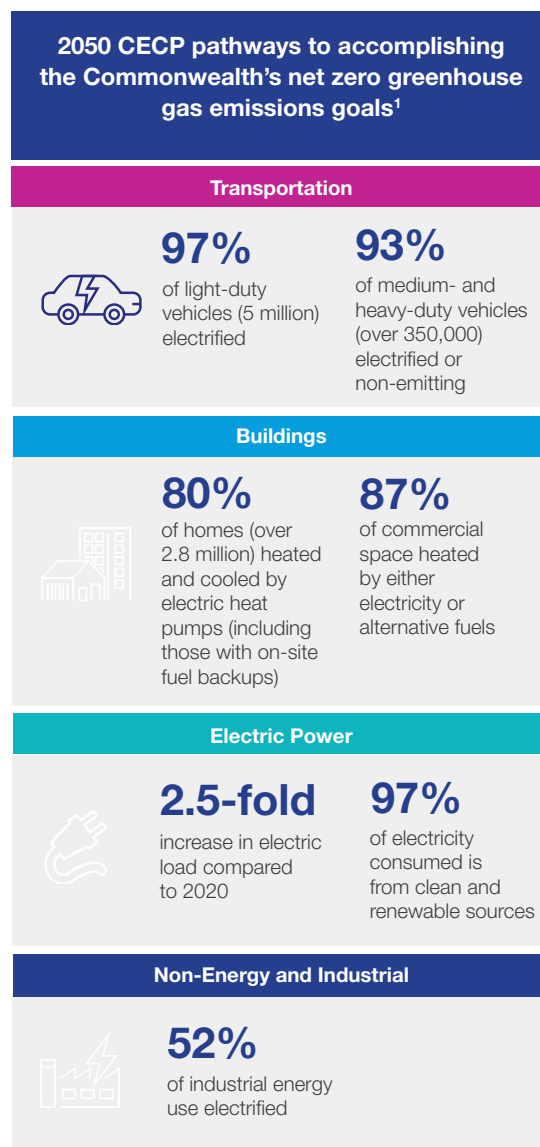 2050 CECP pathways to accomplishing
the Commonwealth's net zero greenhouse
gas emissions goals¹
Transportation
97%
of light-duty
vehicles (5 million)
electrified
93%
of medium- and
heavy-duty vehicles
(over 350,000)
electrified or
non-emitting
Buildings
80%
of homes (over
2.8 million) heated
and cooled by
electric heat
pumps (including
those with on-site
fuel backups)
87%
of commercial
space heated
by either
electricity or
alternative fuels
Electric Power
2.5-fold
increase in electric
load compared
to 2020
97%
of electricity
consumed is
from clean and
renewable sources
Non-Energy and Industrial
52%
of industrial energy
use electrified